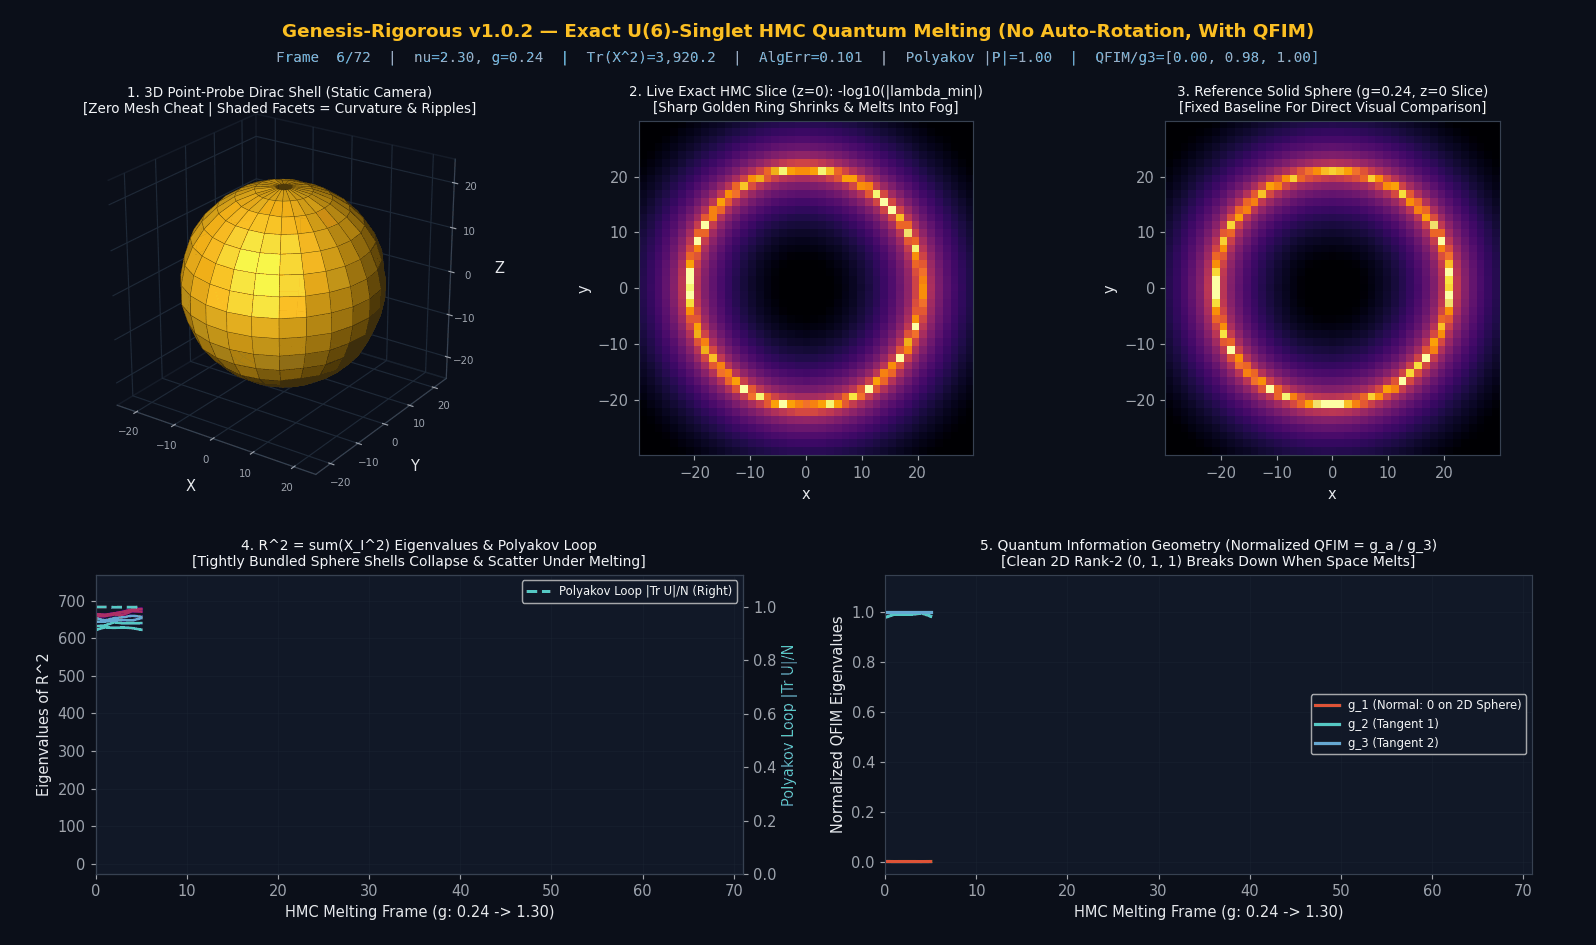 Genesis-Rigorous v1.0.2 — Exact U(6)-Singlet HMC Quantum Melting (No Auto-Rotation, With QFIM)
Frame  6/72  |  nu=2.30, g=0.24  |  Tr(X^2)=3,920.2  |  AlgErr=0.101  |  Polyakov |P|=1.00  |  QFIM/g3=[0.00, 0.98, 1.00]
1. 3D Point-Probe Dirac Shell (Static Camera)
[Zero Mesh Cheat | Shaded Facets = Curvature & Ripples]
20
10
0
−10
−20
Z
−20
−10
0
10
20
X
−20
−10
0
10
20
Y
2. Live Exact HMC Slice (z=0): -log10(|lambda_min|)
[Sharp Golden Ring Shrinks & Melts Into Fog]
20
10
0
−10
−20
y
−20 −10 0 10 20
x
3. Reference Solid Sphere (g=0.24, z=0 Slice)
[Fixed Baseline For Direct Visual Comparison]
20
10
0
−10
−20
y
−20 −10 0 10 20
x
4. R^2 = sum(X_I^2) Eigenvalues & Polyakov Loop
[Tightly Bundled Sphere Shells Collapse & Scatter Under Melting]
Polyakov Loop |Tr U|/N (Right)
700
600
500
400
300
200
100
0
Eigenvalues of R^2
1.0
0.8
0.6
0.4
0.2
0.0
Polyakov Loop |Tr U|/N
0 10 20 30 40 50 60 70
HMC Melting Frame (g: 0.24 -> 1.30)
5. Quantum Information Geometry (Normalized QFIM = g_a / g_3)
[Clean 2D Rank-2 (0, 1, 1) Breaks Down When Space Melts]
1.0
0.8
0.6
0.4
0.2
0.0
Normalized QFIM Eigenvalues
g_1 (Normal: 0 on 2D Sphere)
g_2 (Tangent 1)
g_3 (Tangent 2)
0 10 20 30 40 50 60 70
HMC Melting Frame (g: 0.24 -> 1.30)